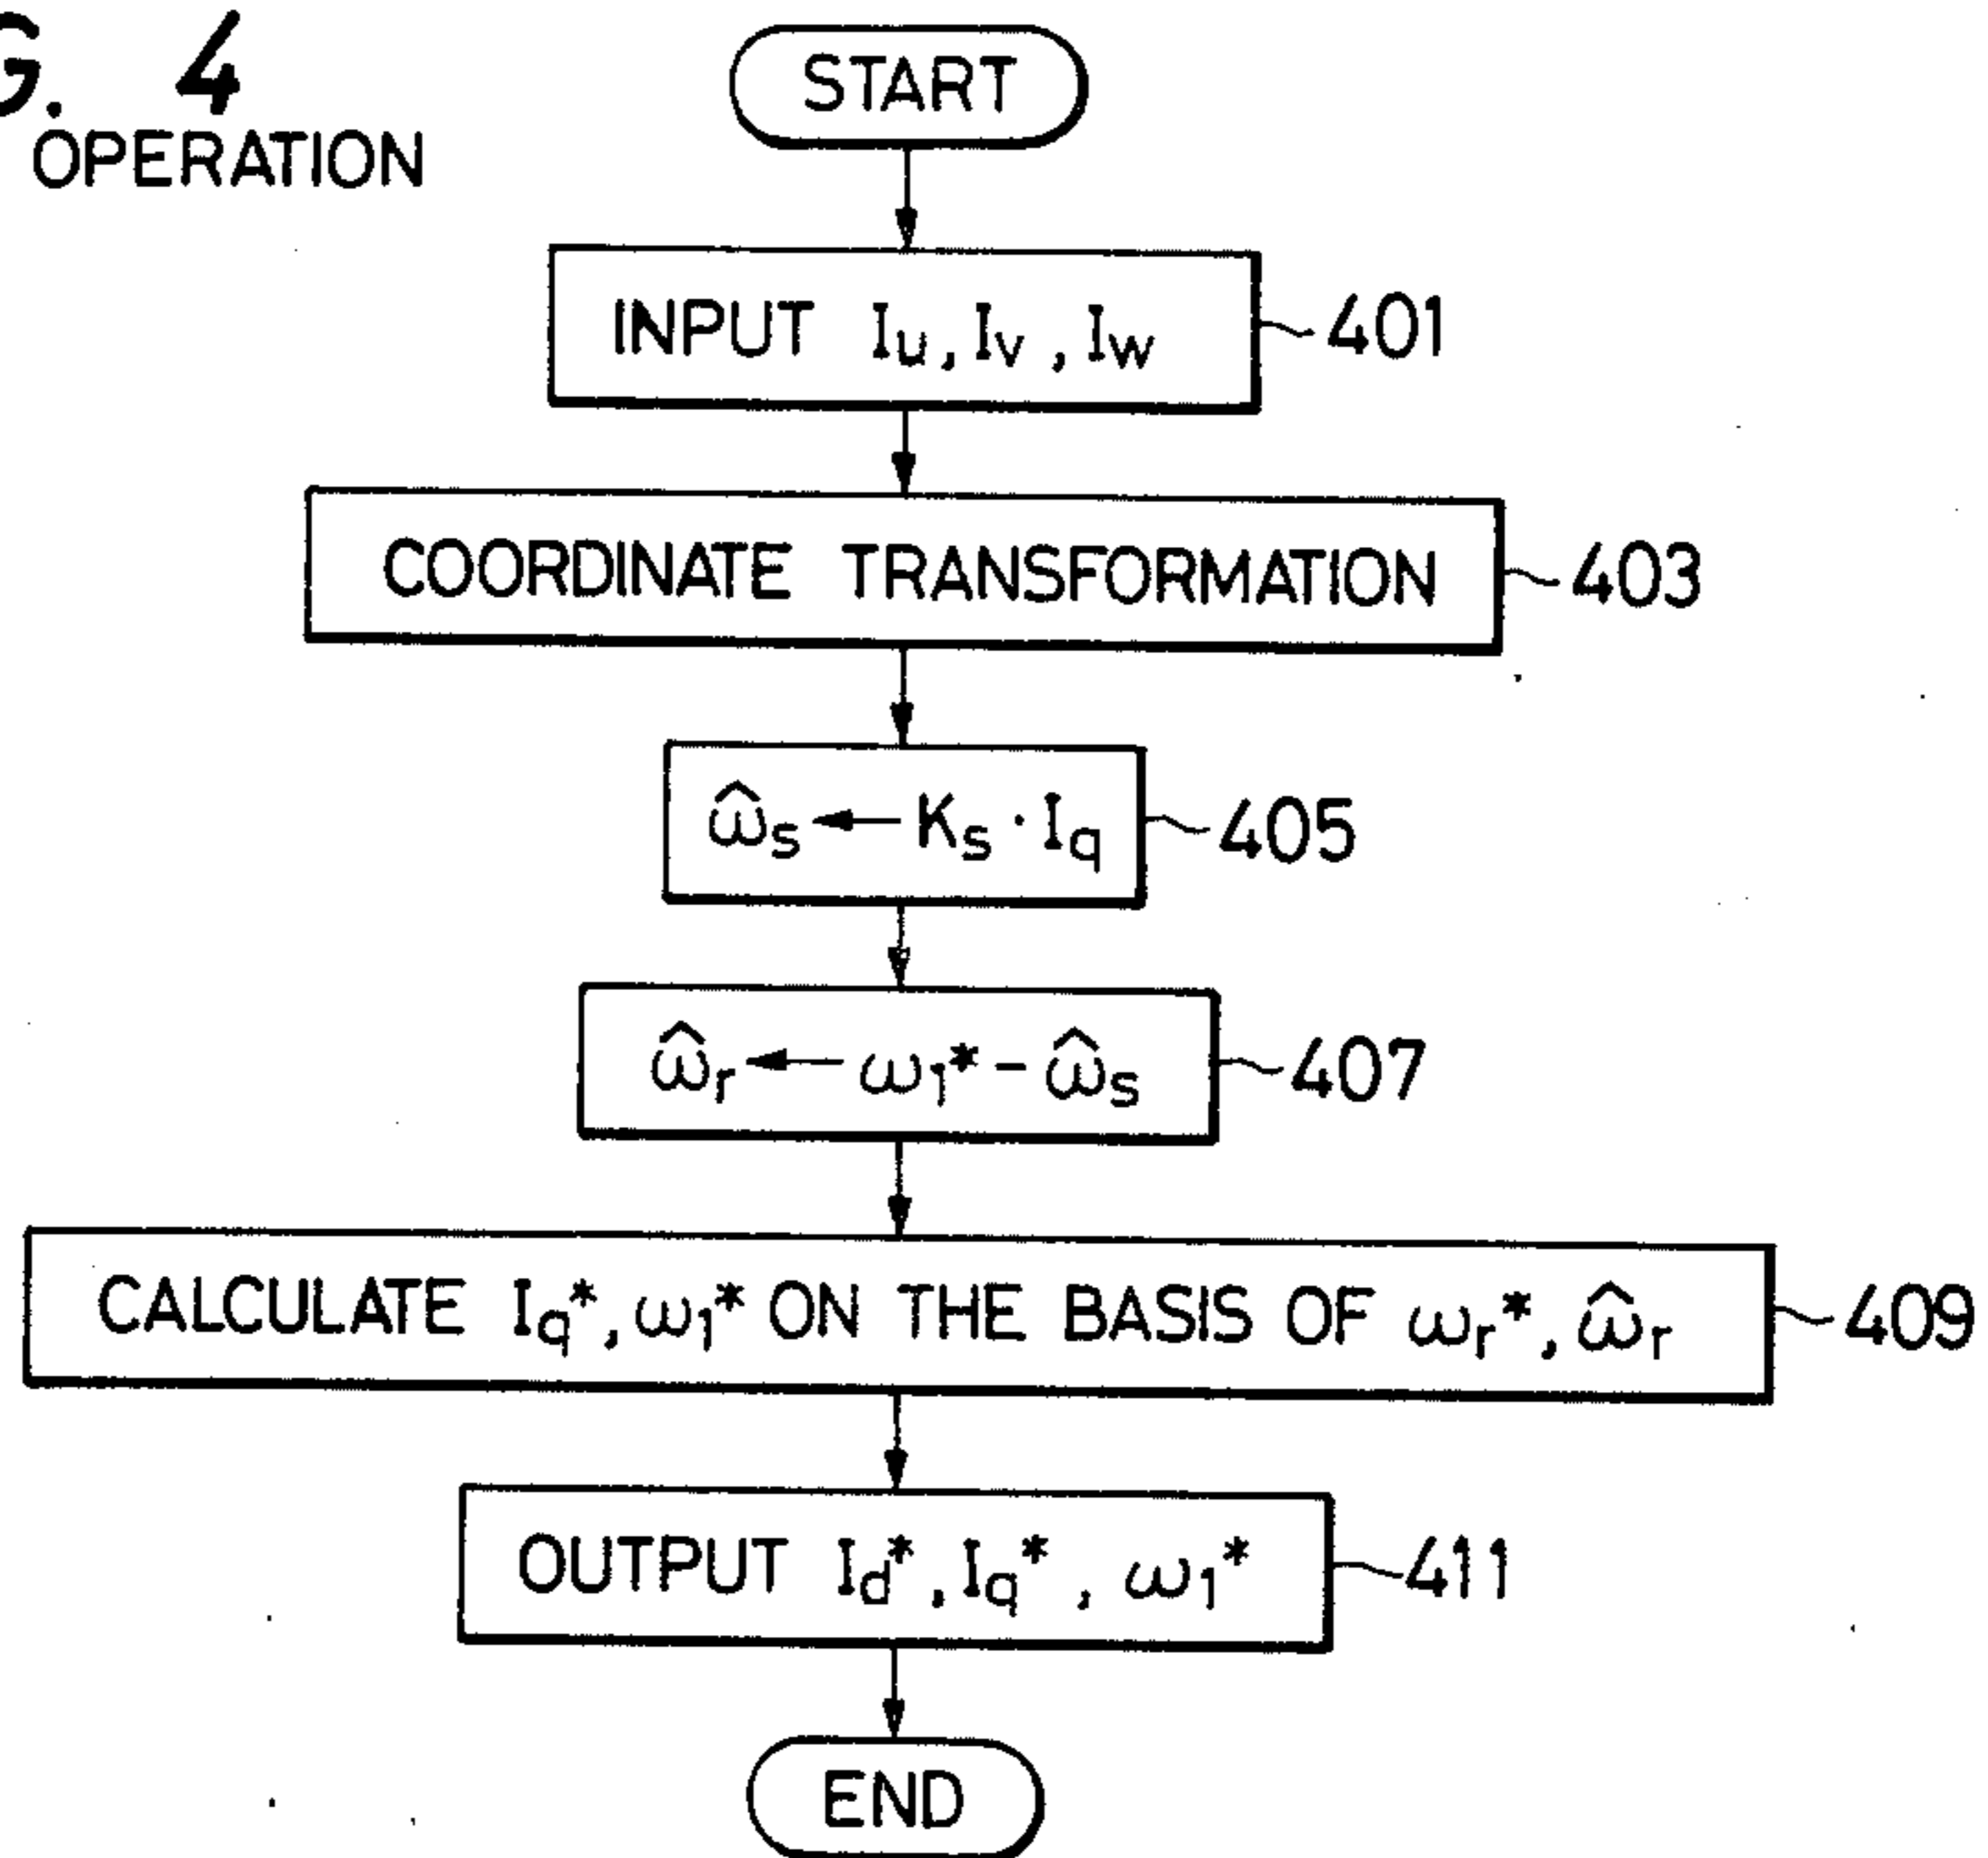 G. 4
OPERATION
START
INPUT Iu, Iv, Iw
401
COORDINATE TRANSFORMATION
403
ω̂s ← Ks · Iq
405
ω̂r ← ω1* − ω̂s
407
CALCULATE Iq*, ω1* ON THE BASIS OF ωr*, ω̂r
409
OUTPUT Id*, Iq*, ω1*
411
END